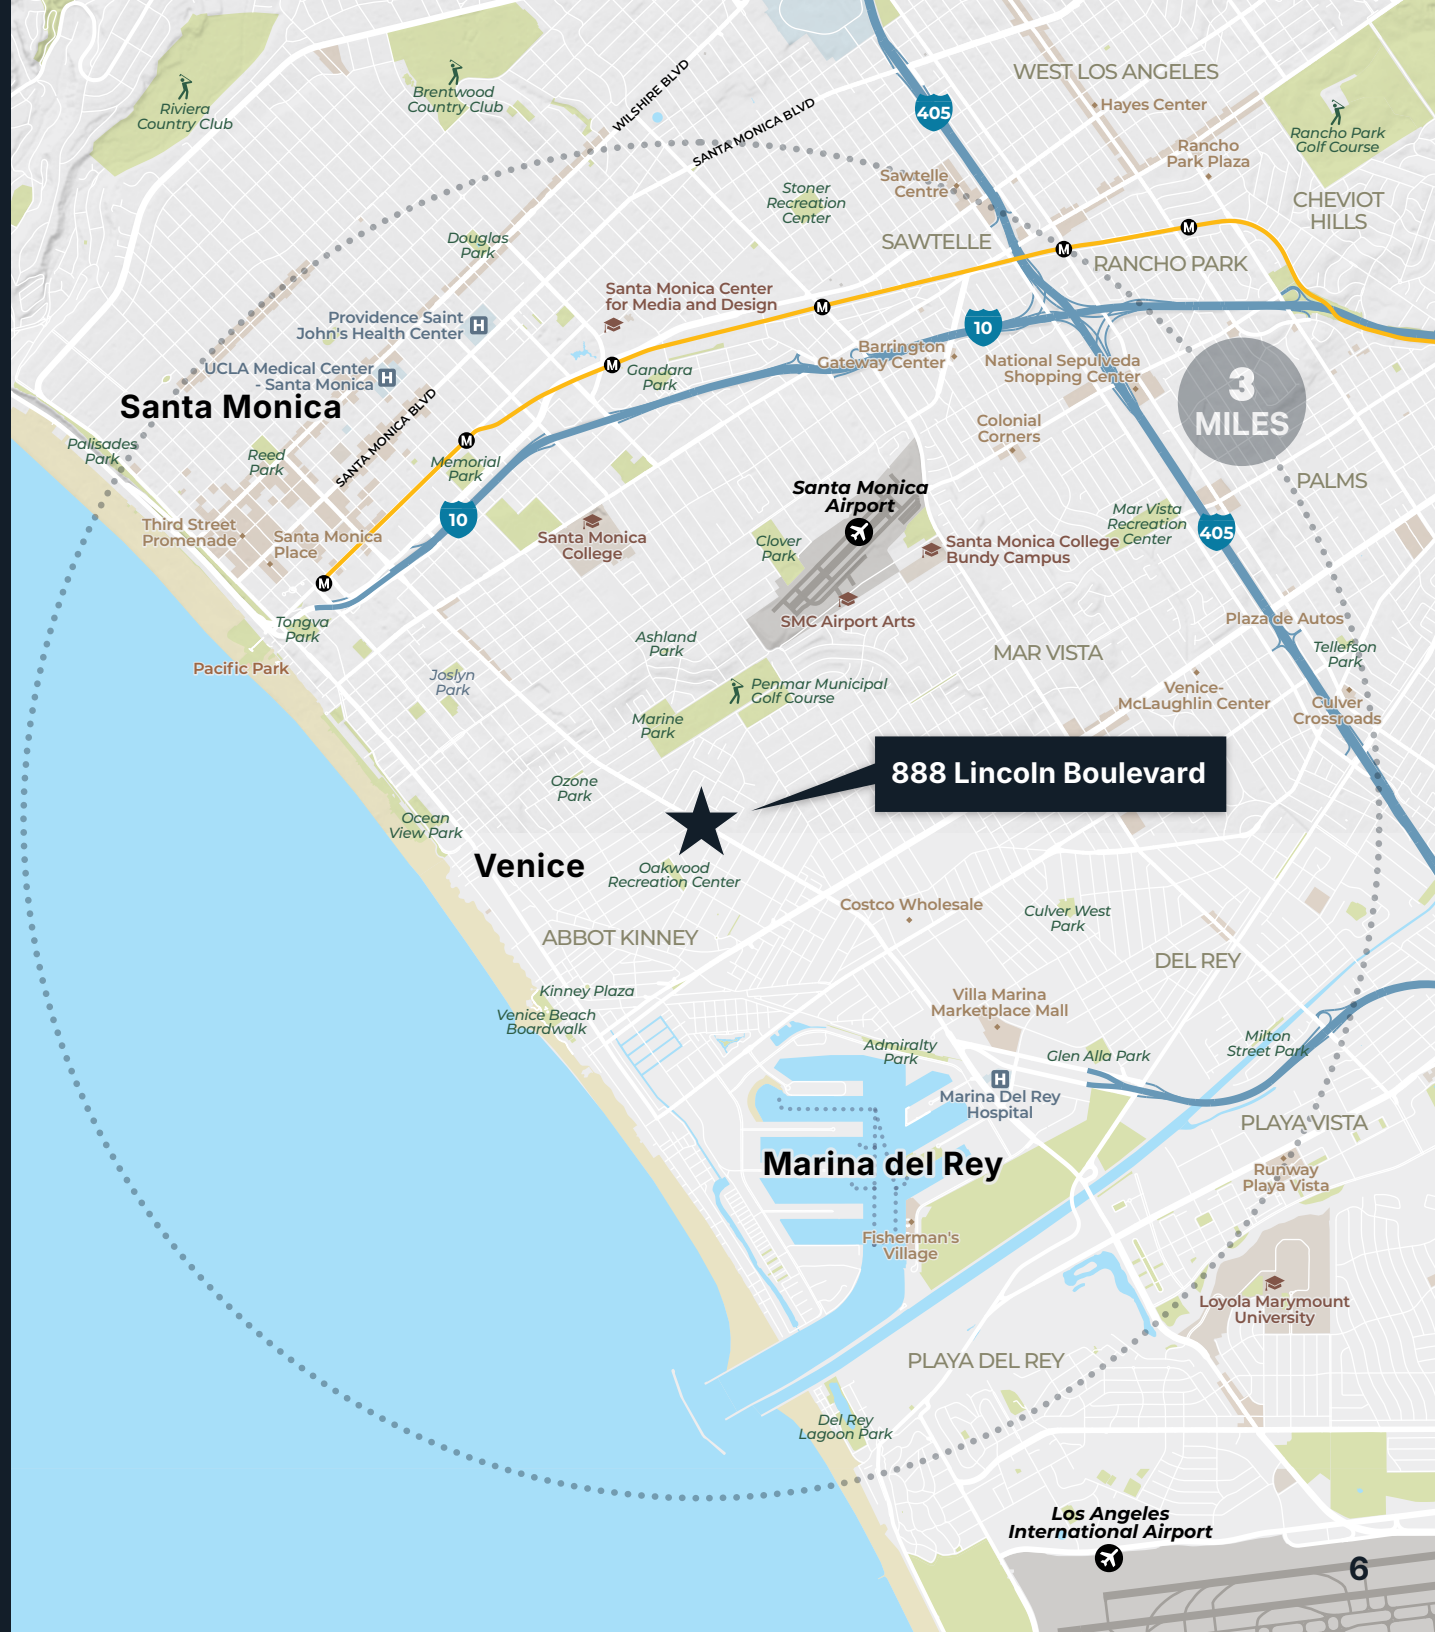 WEST LOS ANGELES
Hayes Center
Riviera
Country Club
Brentwood
Country Club
WILSHIRE BLVD
SANTA MONICA BLVD
405
Rancho Park
Golf Course
Rancho
Park Plaza
Sawtelle
Centre
Stoner
Recreation
Center
CHEVIOT
HILLS
Douglas
Park
SAWTELLE
M
M
RANCHO PARK
Santa Monica Center
for Media and Design
M
Providence Saint
John's Health Center
H
10
Barrington
Gateway Center
National Sepulveda
Shopping Center
UCLA Medical Center
- Santa Monica
H
M
Gandara
Park
3
MILES
Santa Monica
SANTA MONICA BLVD
Colonial
Corners
Palisades
Park
Reed
Park
M
Memorial
Park
PALMS
Santa Monica
Airport
10
Mar Vista
Recreation
Center
405
Third Street
Promenade
Santa Monica
Place
Santa Monica
College
Clover
Park
Santa Monica College
Bundy Campus
M
SMC Airport Arts
Tongva
Park
Plaza de Autos
Ashland
Park
MAR VISTA
Tellefson
Park
Pacific Park
Joslyn
Park
Penmar Municipal
Golf Course
Venice-
McLaughlin Center
Culver
Crossroads
Marine
Park
888 Lincoln Boulevard
Ozone
Park
Ocean
View Park
Venice
Oakwood
Recreation Center
Costco Wholesale
Culver West
Park
ABBOT KINNEY
DEL REY
Kinney Plaza
Villa Marina
Marketplace Mall
Venice Beach
Boardwalk
Admiralty
Park
Glen Alla Park
Milton
Street Park
H
Marina Del Rey
Hospital
PLAYA VISTA
Marina del Rey
Runway
Playa Vista
Fisherman's
Village
Loyola Marymount
University
PLAYA DEL REY
Del Rey
Lagoon Park
Los Angeles
International Airport
6